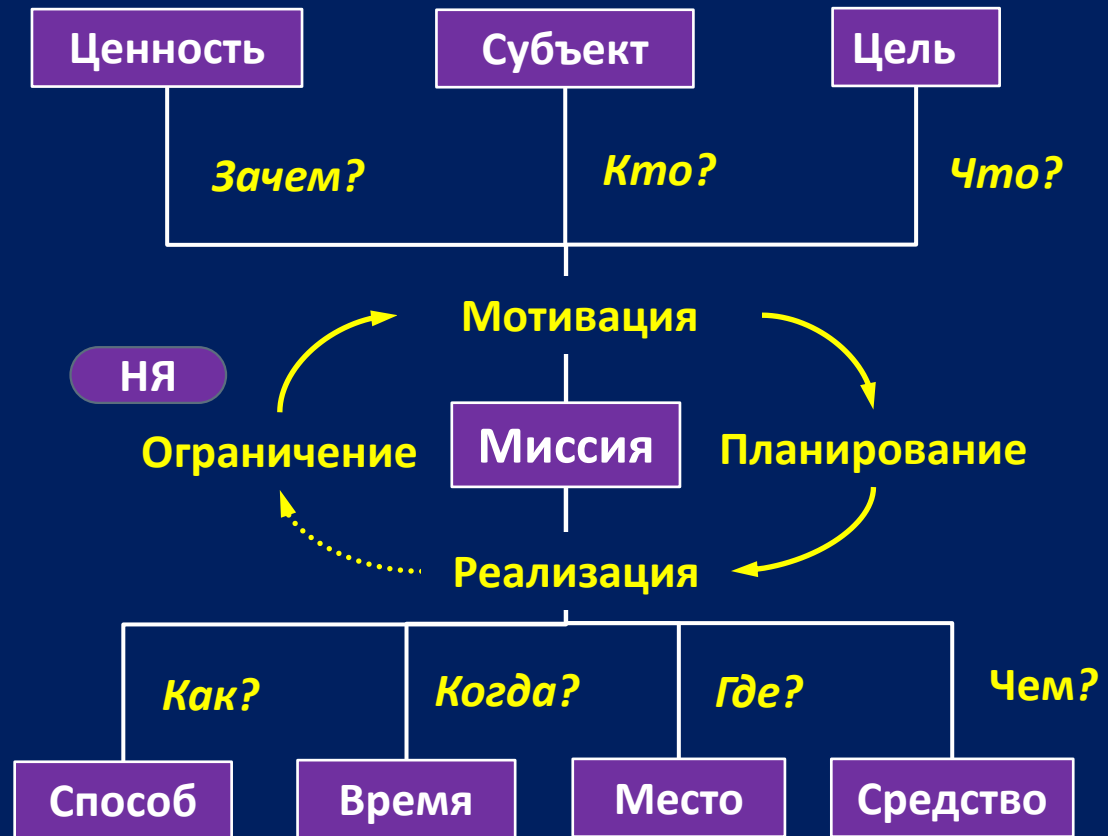 Ценность
Субъект
Цель
Зачем?
Кто?
Что?
Мотивация
НЯ
Ограничение
Миссия
Планирование
Реализация
Как?
Когда?
Где?
Чем?
Способ
Время
Место
Средство